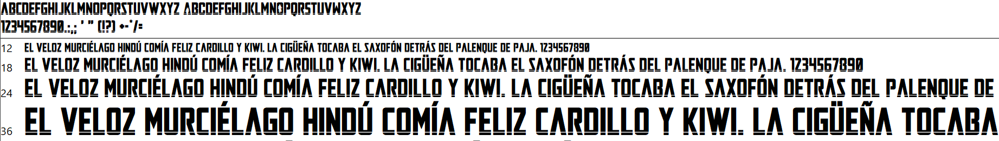 ABCDEFGHIJKLMNOPQRSTUVWXYZ ABCDEFGHIJKLMNOPQRSTUVWXYZ
1234567890.:,; ' " (!?) +-*/=
12 EL VELOZ MURCIÉLAGO HINDÚ COMÍA FELIZ CARDILLO Y KIWI. LA CIGÜEÑA TOCABA EL SAXOFÓN DETRÁS DEL PALENQUE DE PAJA. 1234567890
18 EL VELOZ MURCIÉLAGO HINDÚ COMÍA FELIZ CARDILLO Y KIWI. LA CIGÜEÑA TOCABA EL SAXOFÓN DETRÁS DEL PALENQUE DE PAJA. 1234567890
24 EL VELOZ MURCIÉLAGO HINDÚ COMÍA FELIZ CARDILLO Y KIWI. LA CIGÜEÑA TOCABA EL SAXOFÓN DETRÁS DEL PALENQUE DE
36 EL VELOZ MURCIÉLAGO HINDÚ COMÍA FELIZ CARDILLO Y KIWI. LA CIGÜEÑA TOCABA